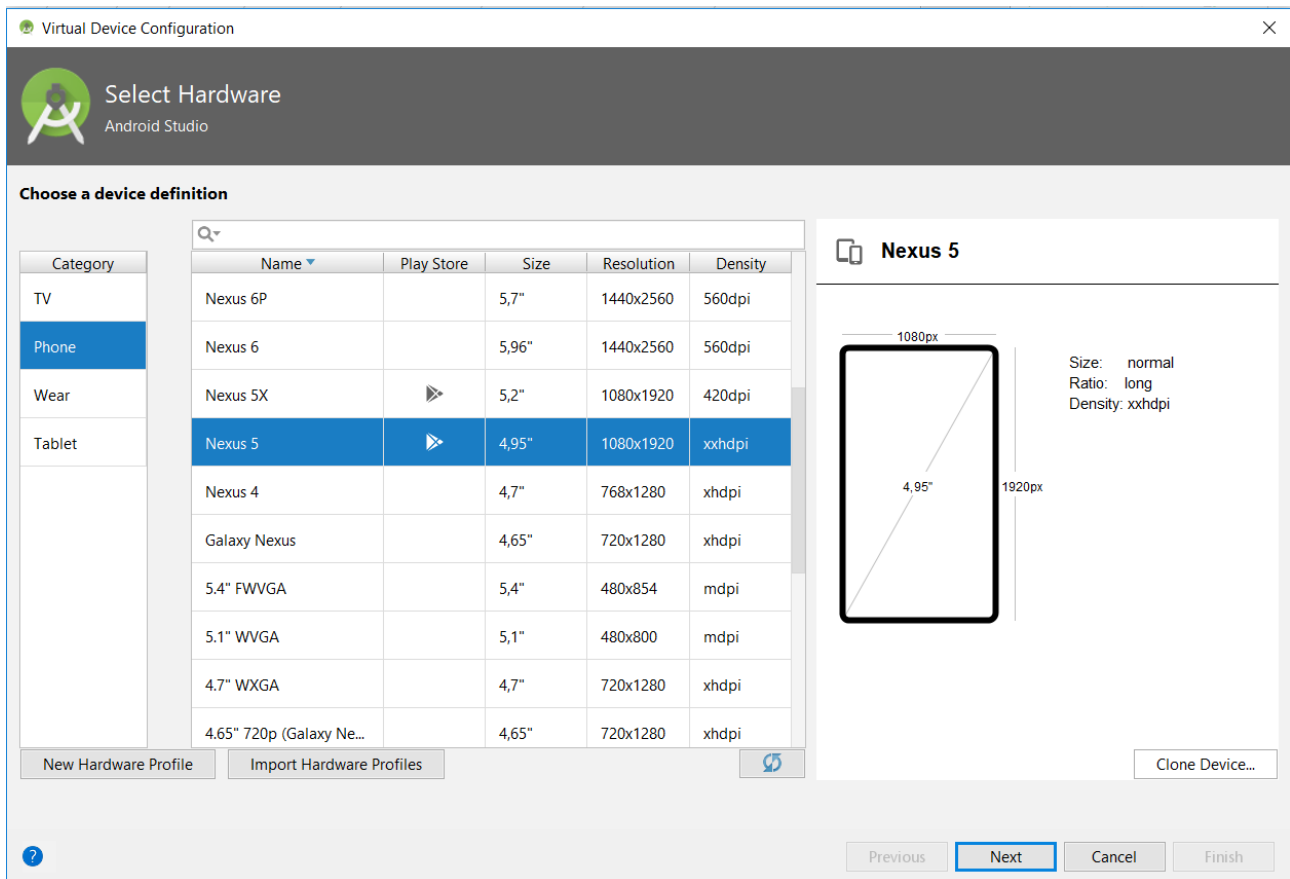 Virtual Device Configuration
Select Hardware
Android Studio
Choose a device definition
Category
TV
Phone
Wear
Tablet
Name Play Store Size Resolution Density
Nexus 6P 5,7" 1440x2560 560dpi
Nexus 6 5,96" 1440x2560 560dpi
Nexus 5X 5,2" 1080x1920 420dpi
Nexus 5 4,95" 1080x1920 xxhdpi
Nexus 4 4,7" 768x1280 xhdpi
Galaxy Nexus 4,65" 720x1280 xhdpi
5.4" FWVGA 5,4" 480x854 mdpi
5.1" WVGA 5,1" 480x800 mdpi
4.7" WXGA 4,7" 720x1280 xhdpi
4.65" 720p (Galaxy Ne... 4,65" 720x1280 xhdpi
New Hardware Profile Import Hardware Profiles
Nexus 5
1080px
4,95"
1920px
Size: normal
Ratio: long
Density: xxhdpi
Clone Device...
? Previous Next Cancel Finish